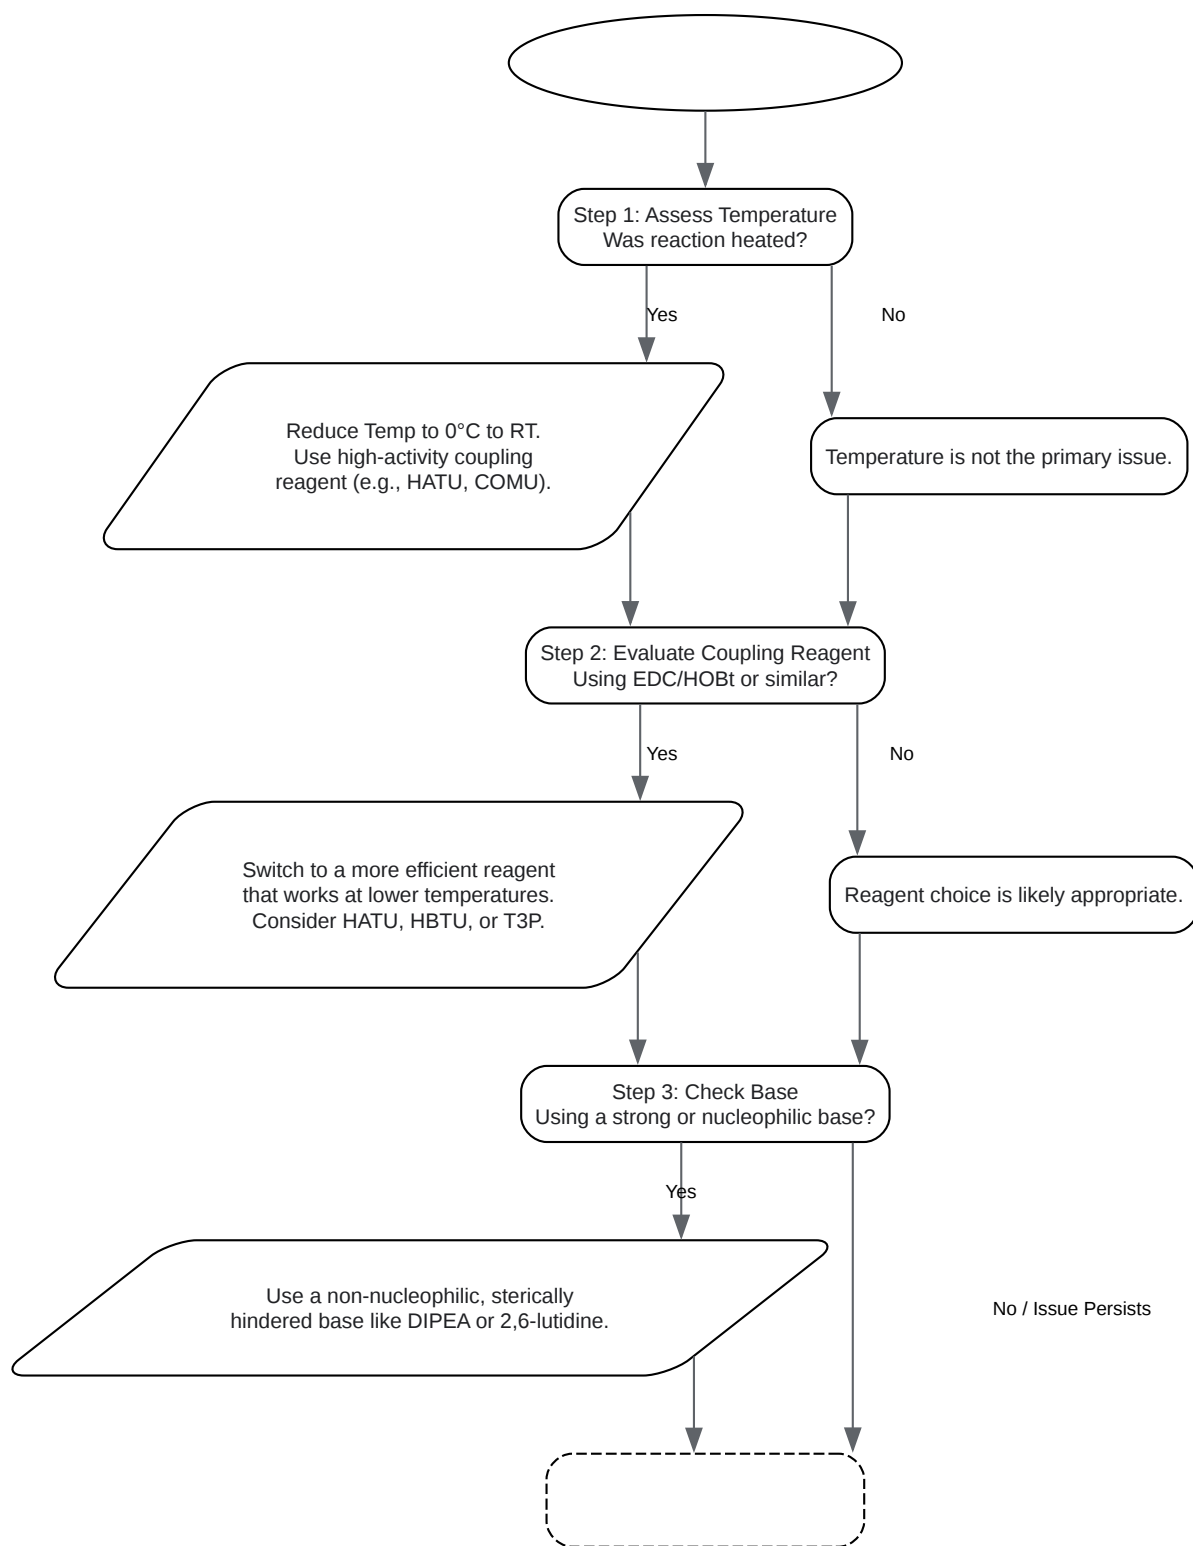 Step 1: Assess Temperature
Was reaction heated?
Yes
No
Reduce Temp to 0°C to RT.
Use high-activity coupling
reagent (e.g., HATU, COMU).
Temperature is not the primary issue.
Step 2: Evaluate Coupling Reagent
Using EDC/HOBt or similar?
Yes
No
Switch to a more efficient reagent
that works at lower temperatures.
Consider HATU, HBTU, or T3P.
Reagent choice is likely appropriate.
Step 3: Check Base
Using a strong or nucleophilic base?
Yes
Use a non-nucleophilic, sterically
hindered base like DIPEA or 2,6-lutidine.
No / Issue Persists